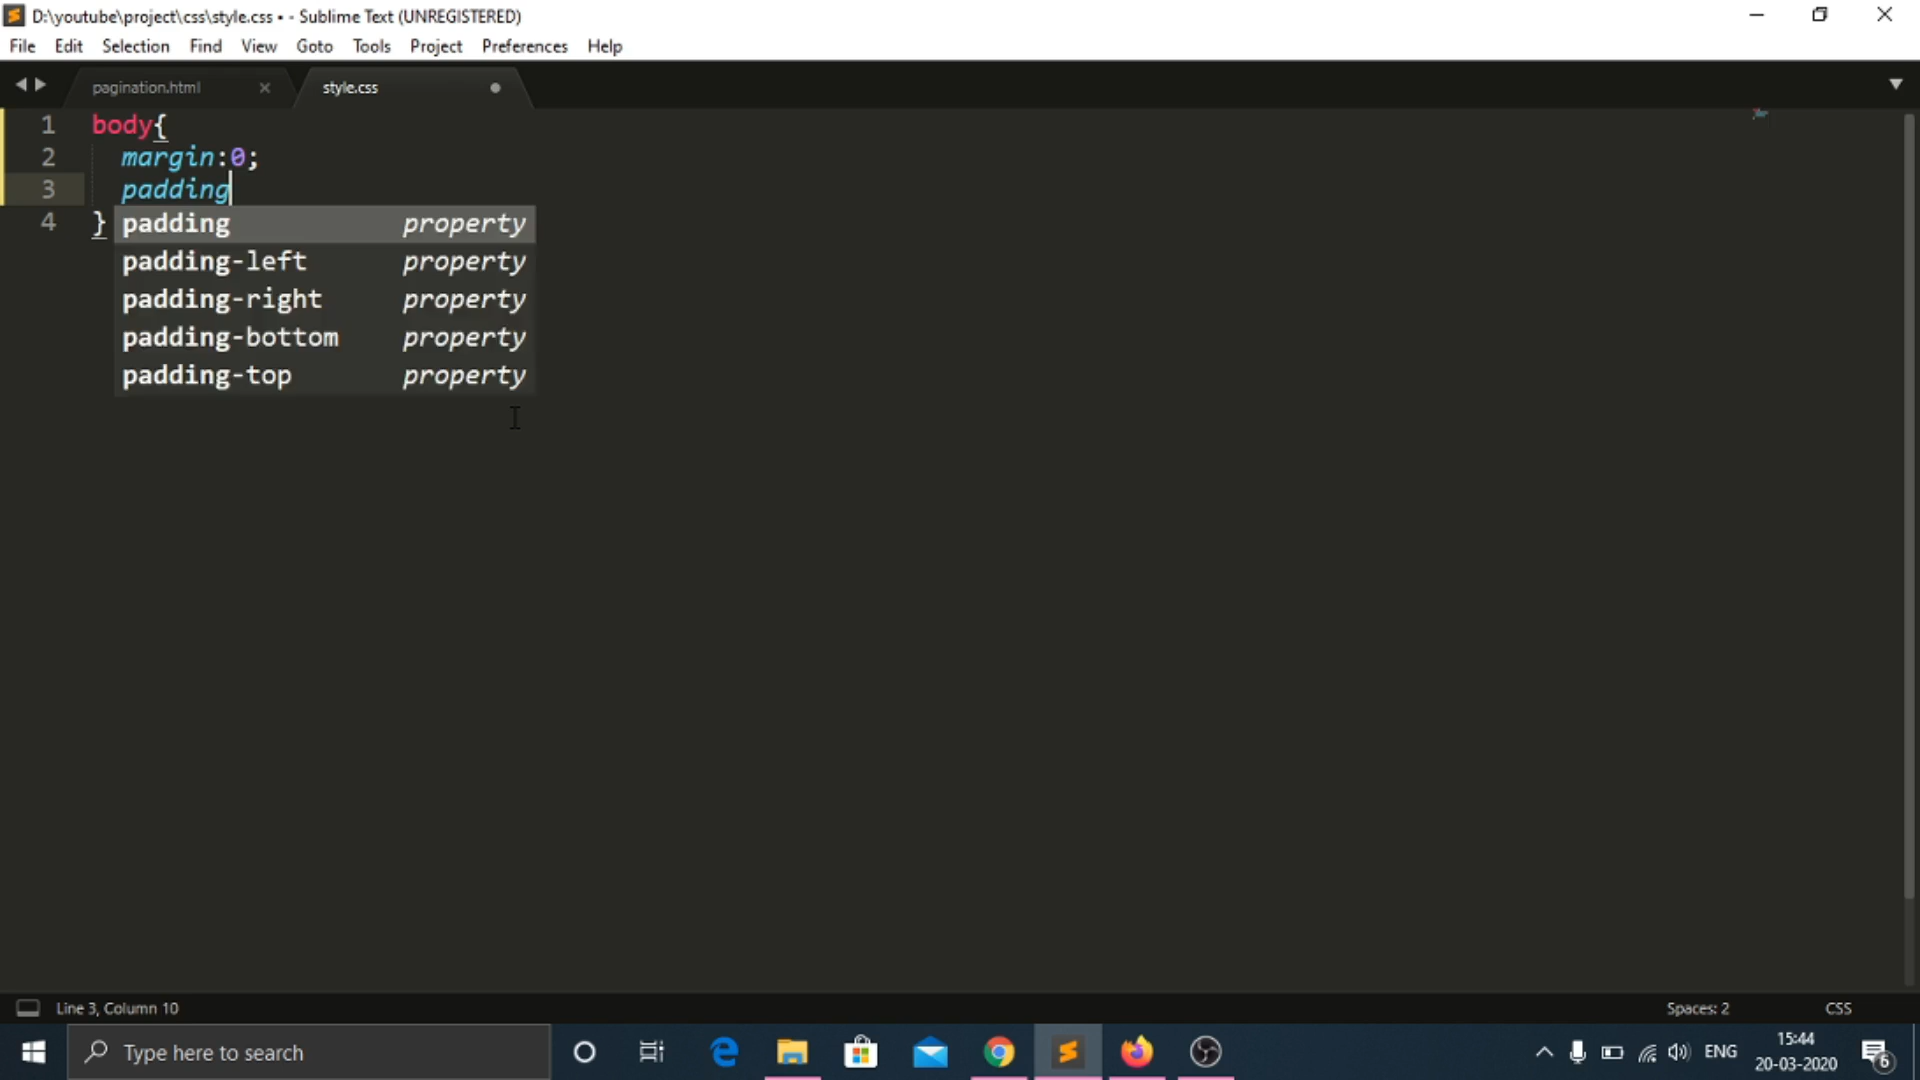 D:\youtube\project\css\style.css • - Sublime Text (UNREGISTERED)
File Edit Selection Find View Goto Tools Project Preferences Help
pagination.html style.css
1 body{
2 margin:0;
3 padding
4 }
padding property
padding-left property
padding-right property
padding-bottom property
padding-top property
Line 3, Column 10 Spaces: 2 CSS
Type here to search ENG 15:44
20-03-2020 6